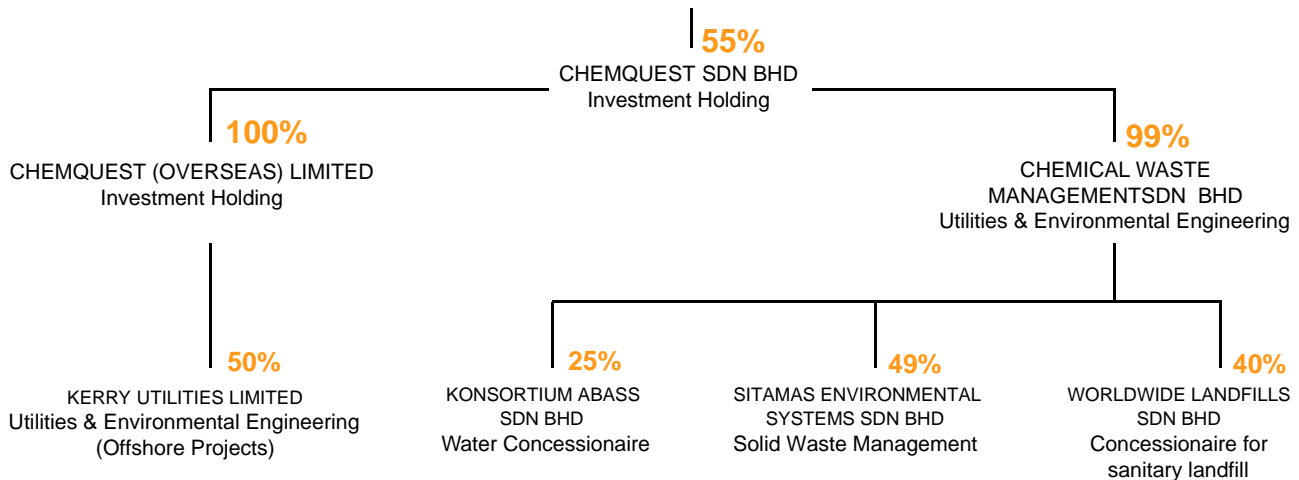 55%
CHEMQUEST SDN BHD
Investment Holding
100%
CHEMQUEST (OVERSEAS) LIMITED
Investment Holding
99%
CHEMICAL WASTE
MANAGEMENTSDN BHD
Utilities & Environmental Engineering
50%
KERRY UTILITIES LIMITED
Utilities & Environmental Engineering
(Offshore Projects)
25%
KONSORTIUM ABASS
SDN BHD
Water Concessionaire
49%
SITAMAS ENVIRONMENTAL
SYSTEMS SDN BHD
Solid Waste Management
40%
WORLDWIDE LANDFILLS
SDN BHD
Concessionaire for
sanitary landfill